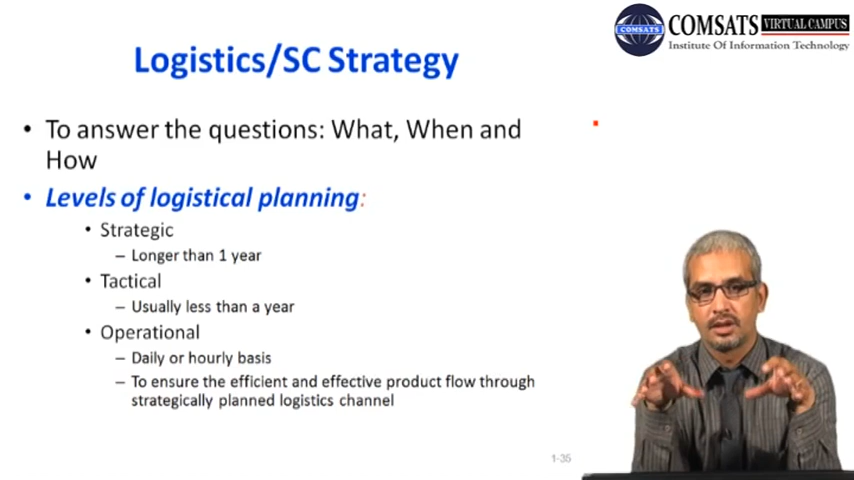 COMSATS VIRTUAL CAMPUS
COMSATS Institute Of Information Technology
Logistics/SC Strategy
• To answer the questions: What, When and
How
• Levels of logistical planning:
• Strategic
– Longer than 1 year
• Tactical
– Usually less than a year
• Operational
– Daily or hourly basis
– To ensure the efficient and effective product flow through
strategically planned logistics channel
1-35